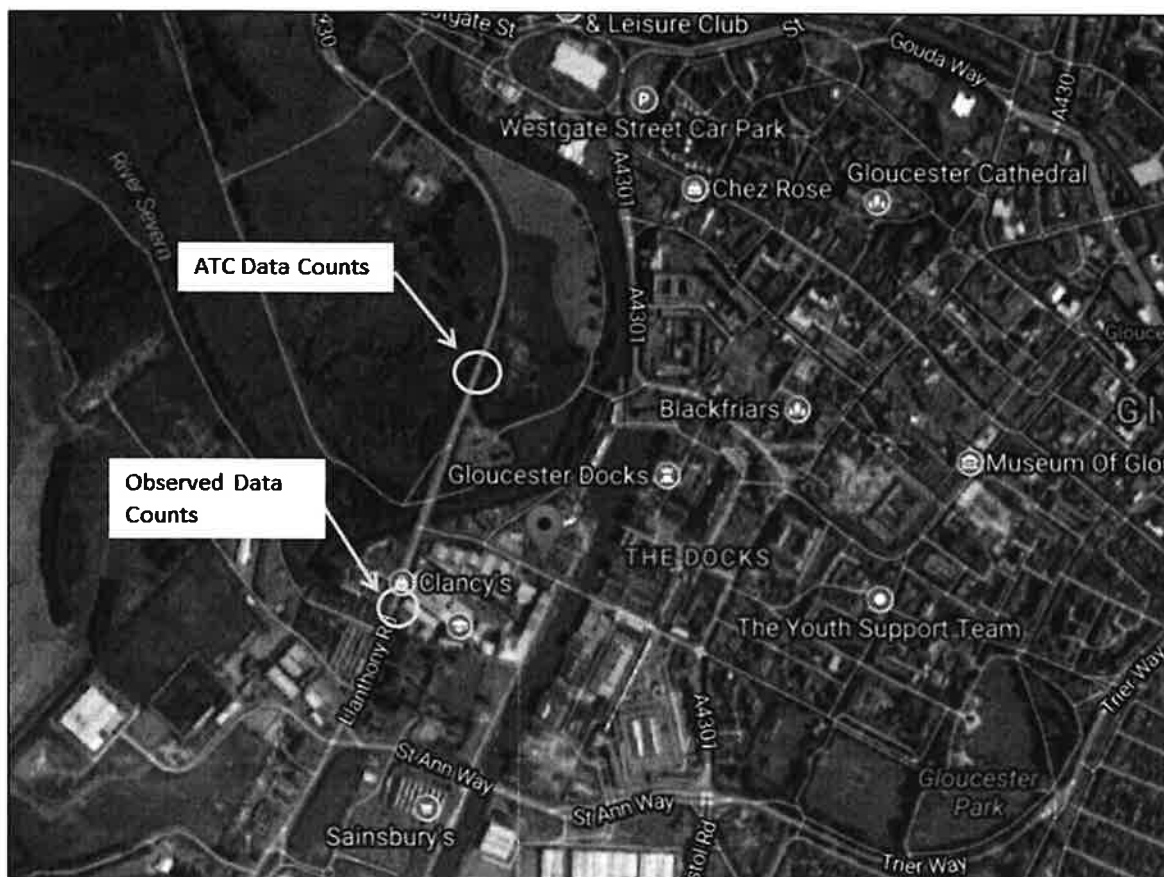 & Leisure Club
St
Gouda Way
A430
Westgate Street Car Park
A4301
Chez Rose
Gloucester Cathedral
River Severn
ATC Data Counts
A4301
Blackfriars
Gloucester Docks
Museum Of Glo
Observed Data
Counts
THE DOCKS
Clancy's
The Youth Support Team
Llanthony Rd
Trier Way
A4301
St Ann Way
Gloucester
Park
St Ann Way
Sainsbury's
Trier Way